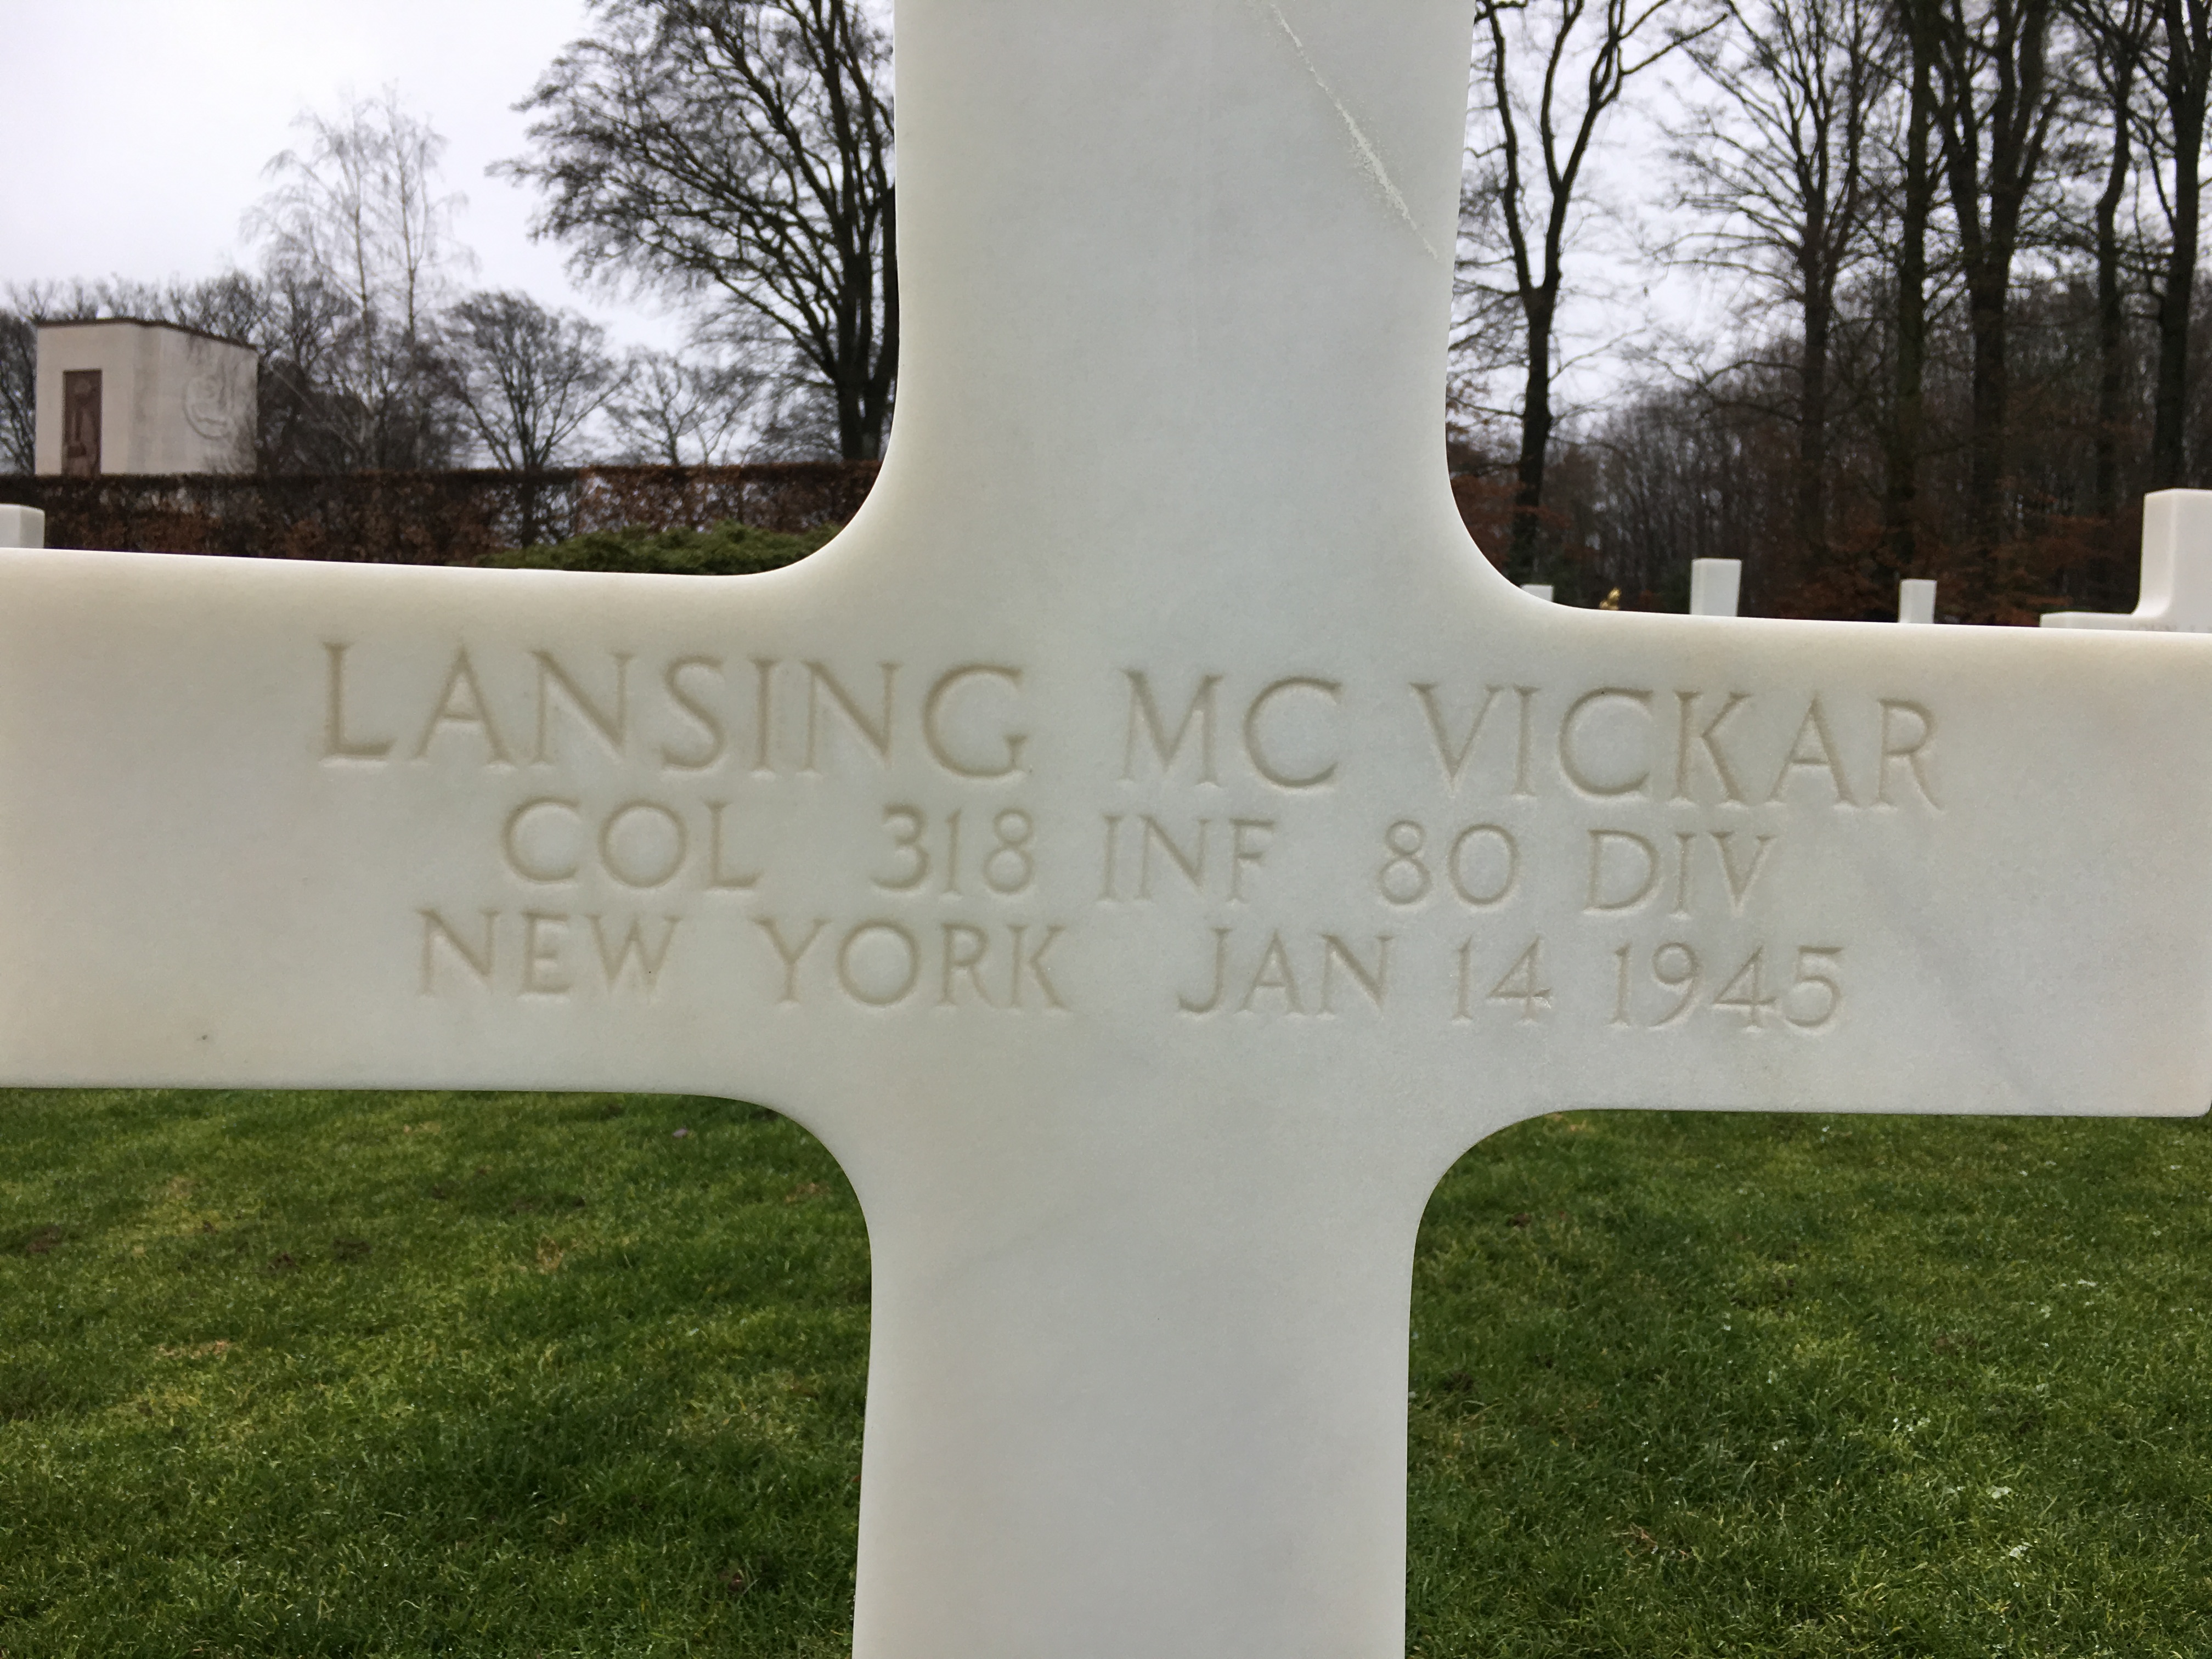 LANSING MC VICKAR
COL 318 INF 80 DIV
NEW YORK JAN 14 1945